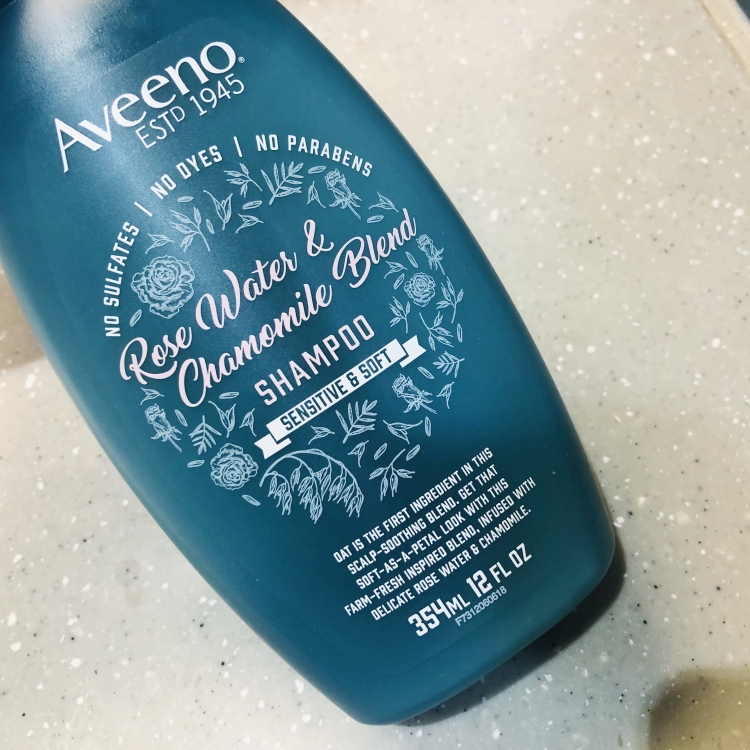 Aveeno®
ESTD 1945
NO SULFATES | NO DYES | NO PARABENS
Rose Water &
Chamomile Blend
SHAMPOO
SENSITIVE & SOFT
OAT IS THE FIRST INGREDIENT IN THIS
SCALP-SOOTHING BLEND. GET THAT
SOFT-AS-A-PETAL LOOK WITH THIS
FARM-FRESH INSPIRED BLEND, INFUSED WITH
DELICATE ROSE WATER & CHAMOMILE.
354ML 12 FL OZ
F7312060618